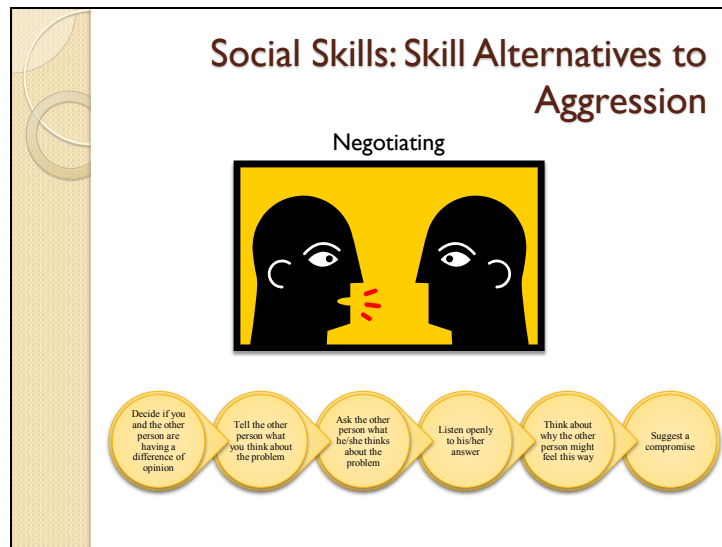 Social Skills: Skill Alternatives to
Aggression
Negotiating
Decide if you
and the other
person are
having a
difference of
opinion
Tell the other
person what
you think about
the problem
Ask the other
person what
he/she thinks
about the
problem
Listen openly
to his/her
answer
Think about
why the other
person might
feel this way
Suggest a
compromise